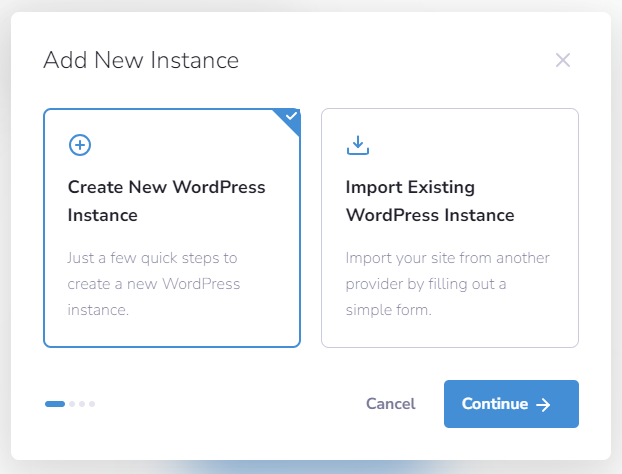 Add New Instance
Create New WordPress
Instance
Just a few quick steps to
create a new WordPress
instance.
Import Existing
WordPress Instance
Import your site from another
provider by filling out a
simple form.
Cancel
Continue